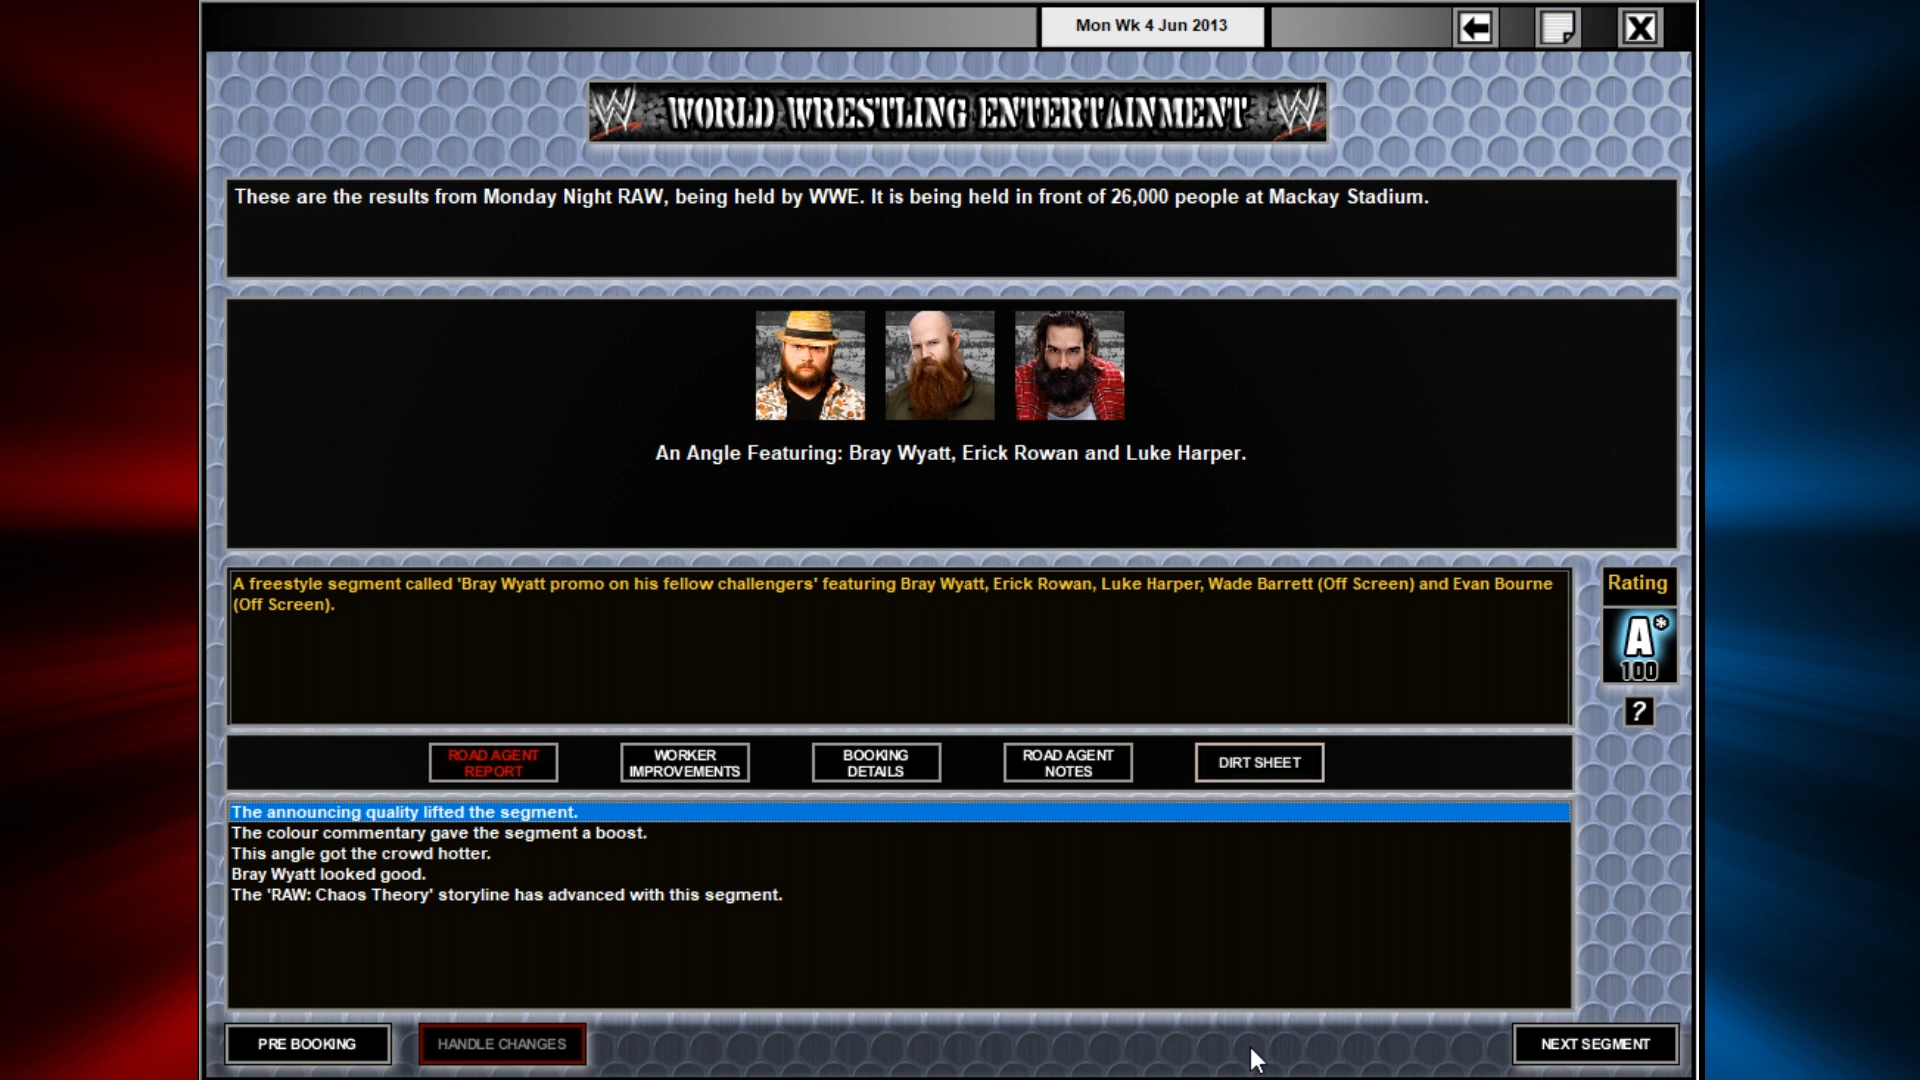 Mon Wk 4 Jun 2013
WORLD WRESTLING ENTERTAINMENT
These are the results from Monday Night RAW, being held by WWE. It is being held in front of 26,000 people at Mackay Stadium.
An Angle Featuring: Bray Wyatt, Erick Rowan and Luke Harper.
A freestyle segment called 'Bray Wyatt promo on his fellow challengers' featuring Bray Wyatt, Erick Rowan, Luke Harper, Wade Barrett (Off Screen) and Evan Bourne
(Off Screen).
Rating
A*
100
?
ROAD AGENT
REPORT
WORKER
IMPROVEMENTS
BOOKING
DETAILS
ROAD AGENT
NOTES
DIRT SHEET
The announcing quality lifted the segment.
The colour commentary gave the segment a boost.
This angle got the crowd hotter.
Bray Wyatt looked good.
The 'RAW: Chaos Theory' storyline has advanced with this segment.
PRE BOOKING
HANDLE CHANGES
NEXT SEGMENT